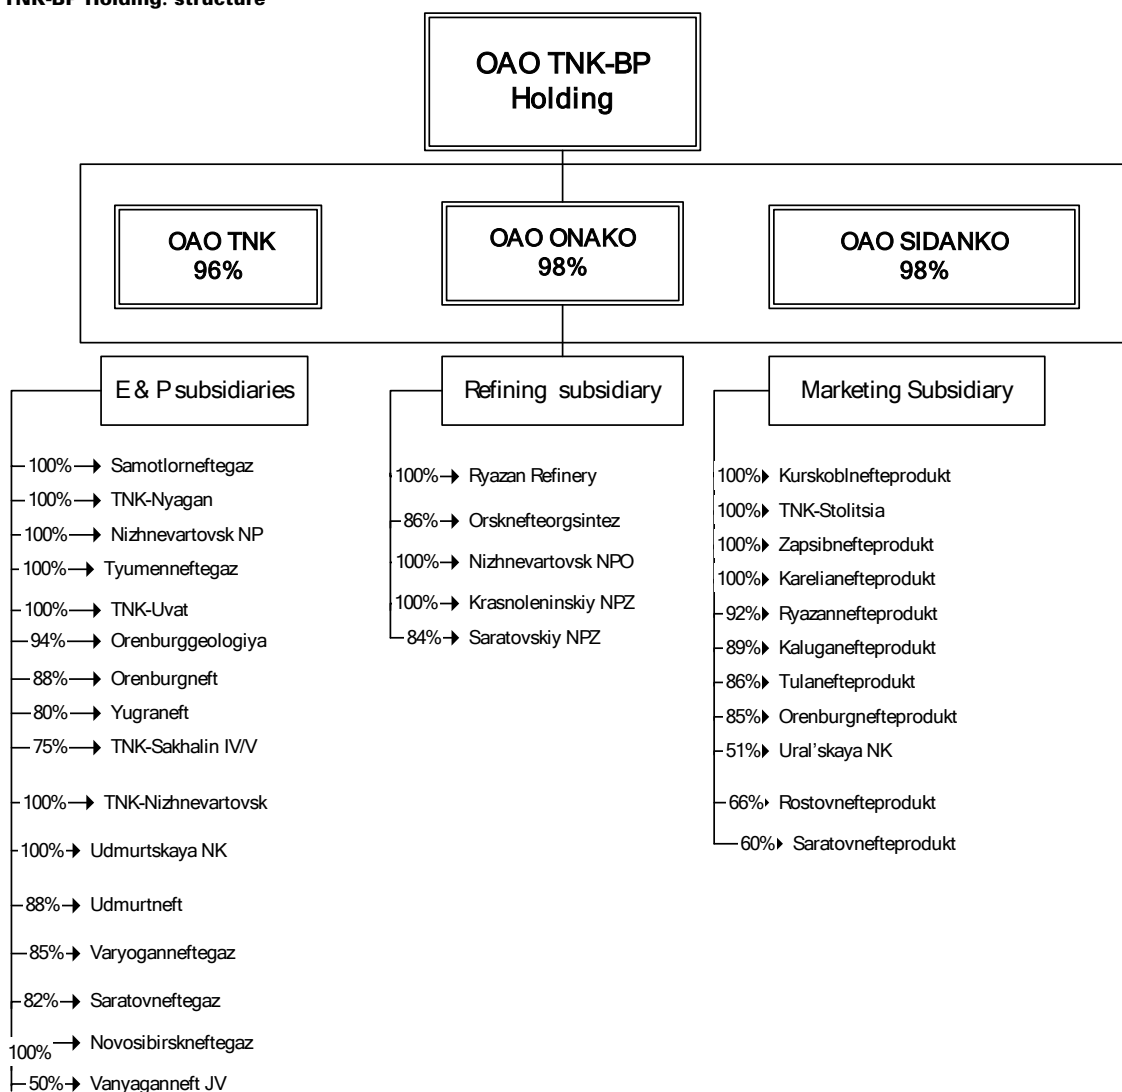 TNK-BP Holding: structure
OAO TNK-BP
Holding
OAO TNK
96%
OAO ONAKO
98%
OAO SIDANKO
98%
E & P subsidiaries
100% Samotlorneftegaz
100% TNK-Nyagan
100% Nizhnevartovsk NP
100% Tyumenneftegaz
100% TNK-Uvat
94% Orenburggeologiya
88% Orenburgneft
80% Yugraneft
75% TNK-Sakhalin IV/V
100% TNK-Nizhnevartovsk
100% Udmurtskaya NK
88% Udmurtneft
85% Varyoganneftegaz
82% Saratovneftegaz
100% Novosibirskneftegaz
50% Vanyaganneft JV
Refining subsidiary
100% Ryazan Refinery
86% Orsknefteorgsintez
100% Nizhnevartovsk NPO
100% Krasnoleninskiy NPZ
84% Saratovskiy NPZ
Marketing Subsidiary
100% Kurskoblnefteprodukt
100% TNK-Stolitsia
100% Zapsibnefteprodukt
100% Karelianefteprodukt
92% Ryazannefteprodukt
89% Kaluganefteprodukt
86% Tulanefteprodukt
85% Orenburgnefteprodukt
51% Ural'skaya NK
66% Rostovnefteprodukt
60% Saratovnefteprodukt